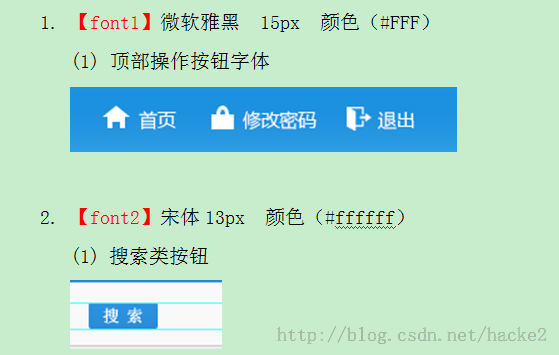 1. 【font1】微软雅黑 15px 颜色（#FFF）
(1) 顶部操作按钮字体
首页 修改密码 退出
2. 【font2】宋体 13px 颜色（#ffffff）
(1) 搜索类按钮
搜 索
http://blog.csdn.net/hacke2